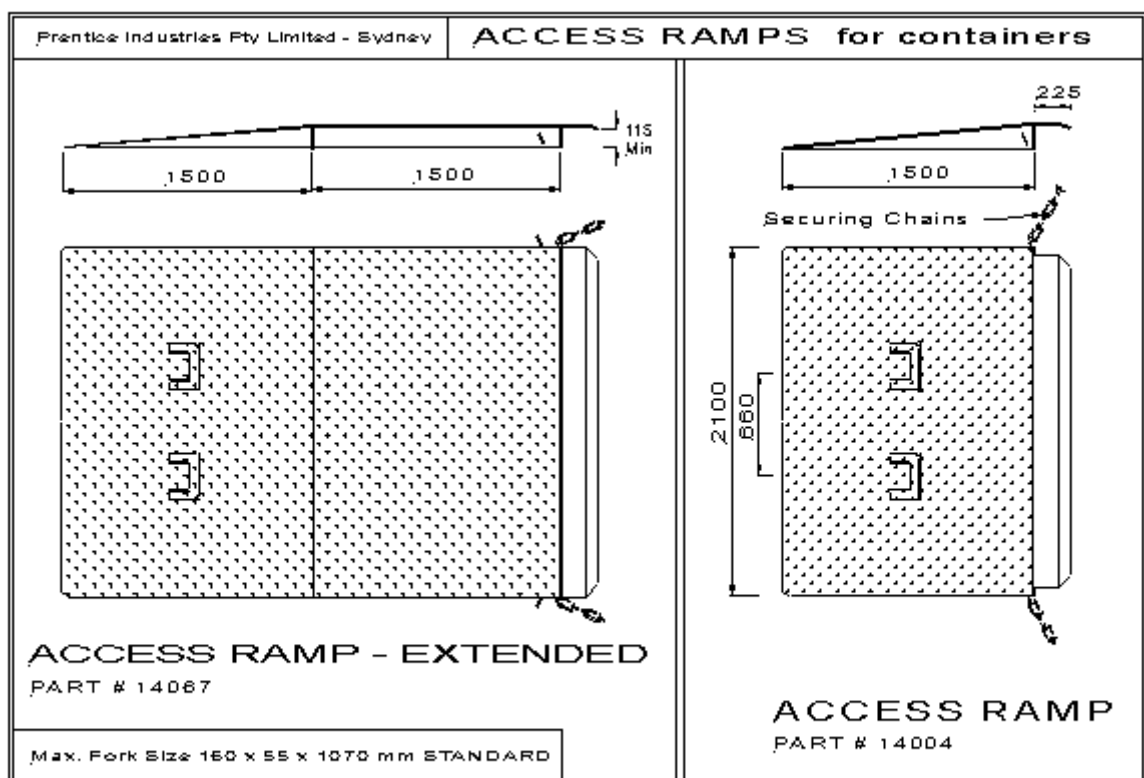 Prentice Industries Pty Limited - Sydney
ACCESS RAMPS for containers
115
Min
1500
1500
ACCESS RAMP - EXTENDED
PART # 14067
Max. Fork Size 160 x 55 x 1070 mm STANDARD
225
1500
Securing Chains
2100
660
ACCESS RAMP
PART # 14004